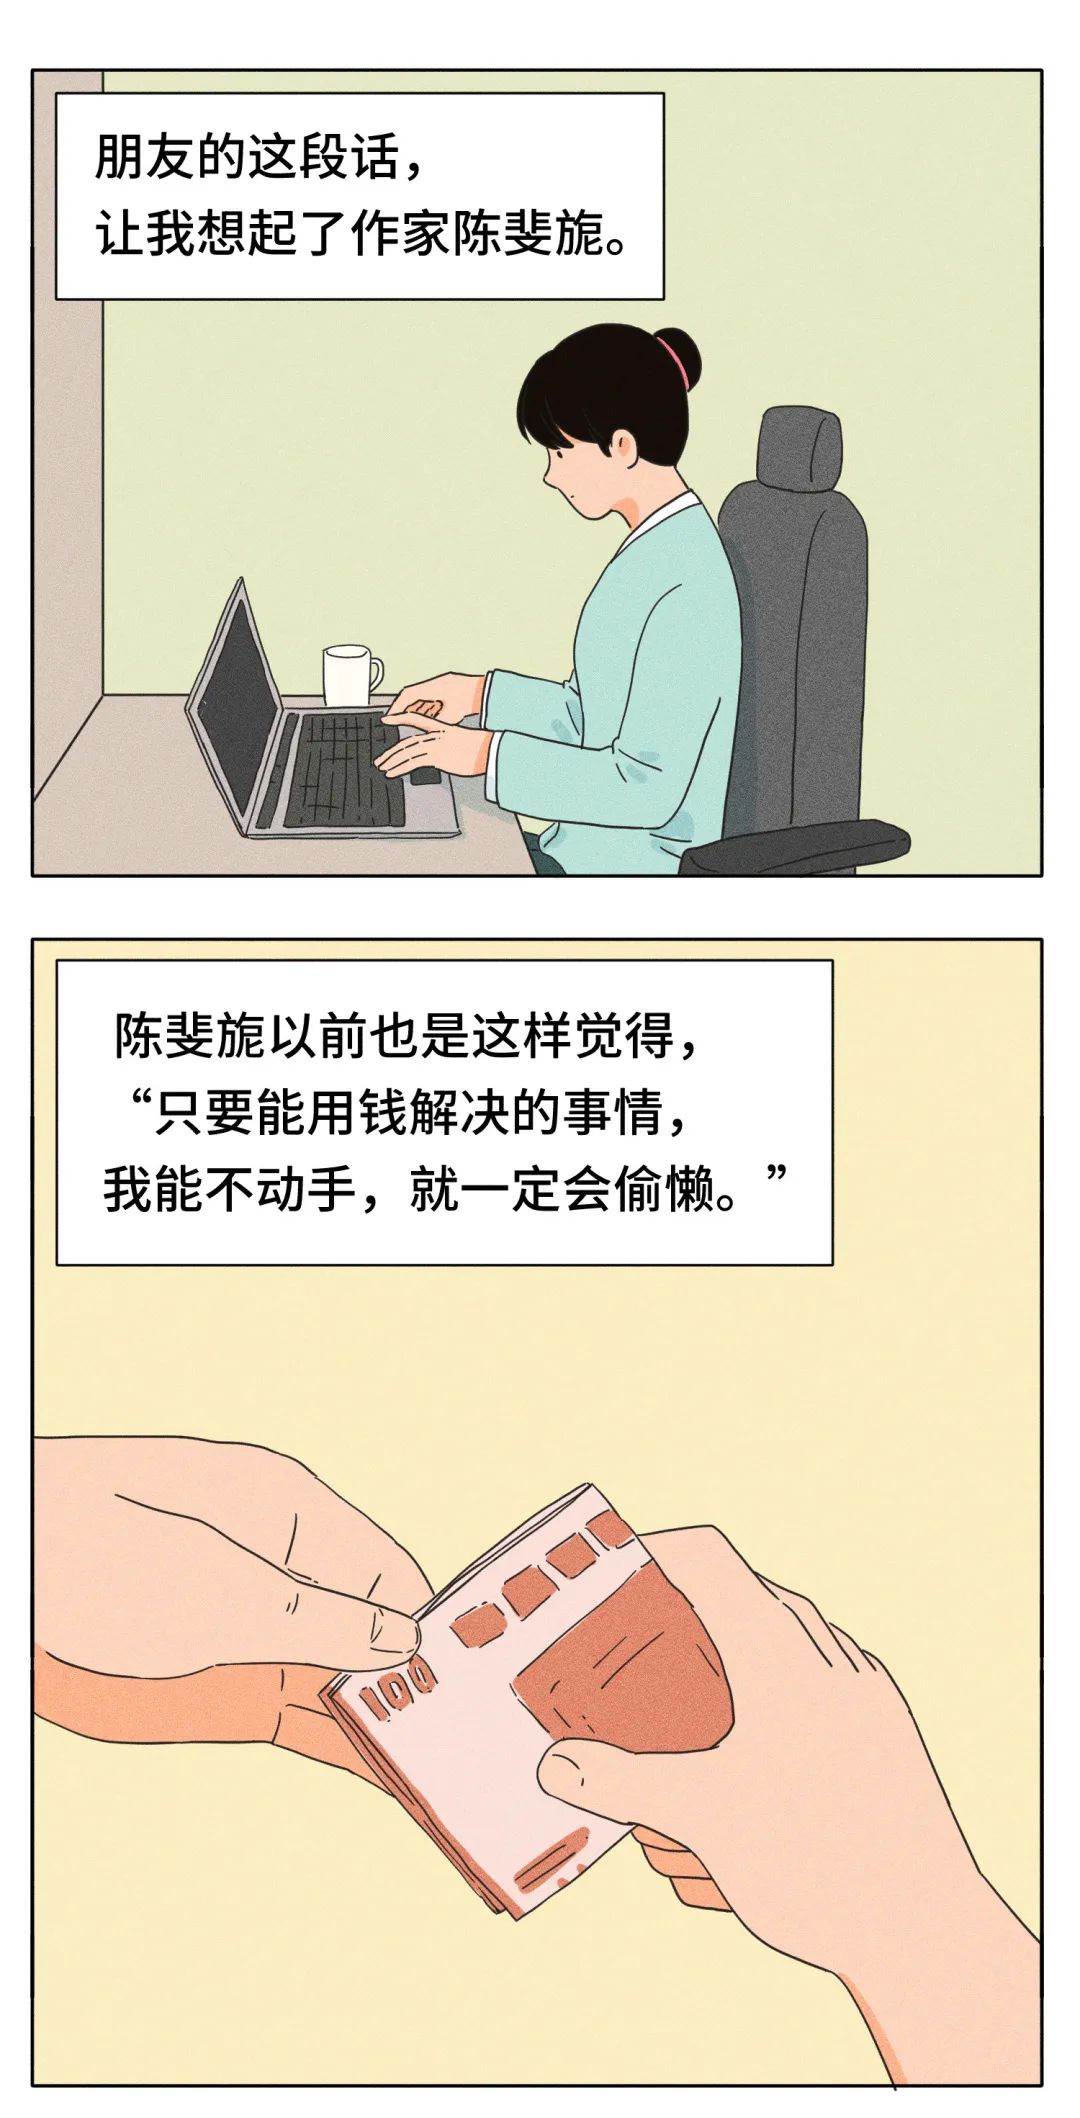 朋友的这段话，
让我想起了作家陈斐旎。
陈斐旎以前也是这样觉得，
“只要能用钱解决的事情，
我能不动手，就一定会偷懒。”
100